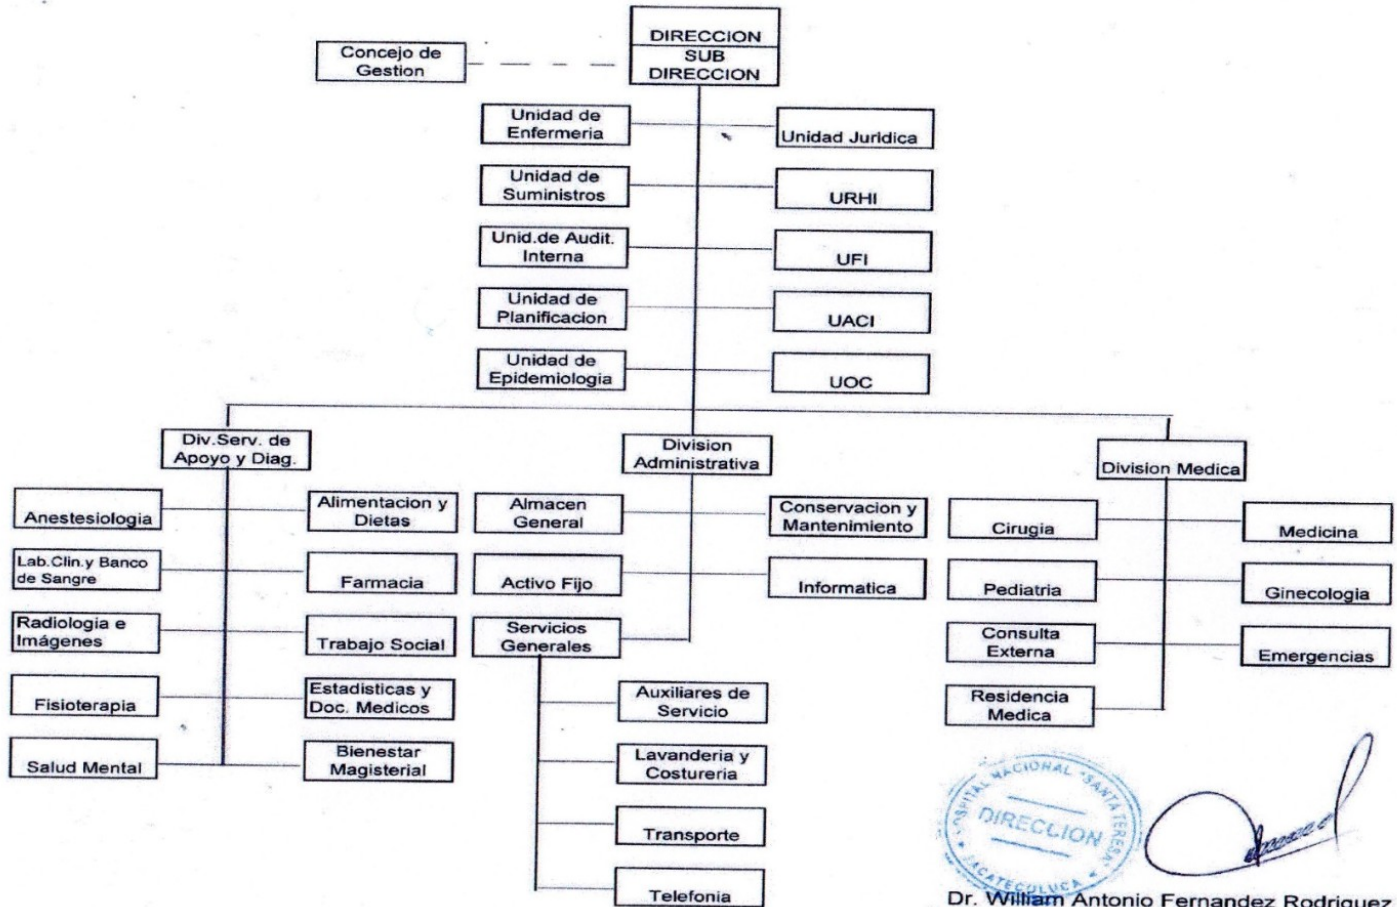 DIRECCION
SUB
DIRECCION
Concejo de
Gestion
Unidad de
Enfermeria
Unidad Juridica
Unidad de
Suministros
URHI
Unid.de Audit.
Interna
UFI
Unidad de
Planificacion
UACI
Unidad de
Epidemiologia
UOC
Div.Serv. de
Apoyo y Diag.
Division
Administrativa
Division Medica
Anestesiologia
Alimentacion y
Dietas
Lab.Clin.y Banco
de Sangre
Farmacia
Radiologia e
Imágenes
Trabajo Social
Fisioterapia
Estadisticas y
Doc. Medicos
Salud Mental
Bienestar
Magisterial
Almacen
General
Conservacion y
Mantenimiento
Activo Fijo
Informatica
Servicios
Generales
Auxiliares de
Servicio
Lavanderia y
Costureria
Transporte
Telefonia
Cirugia
Medicina
Pediatria
Ginecologia
Consulta
Externa
Emergencias
Residencia
Medica
HOSPITAL NACIONAL "SANTA TERESA"
DIRECCION
ZACATECOLUCA
Dr. William Antonio Fernandez Rodriguez